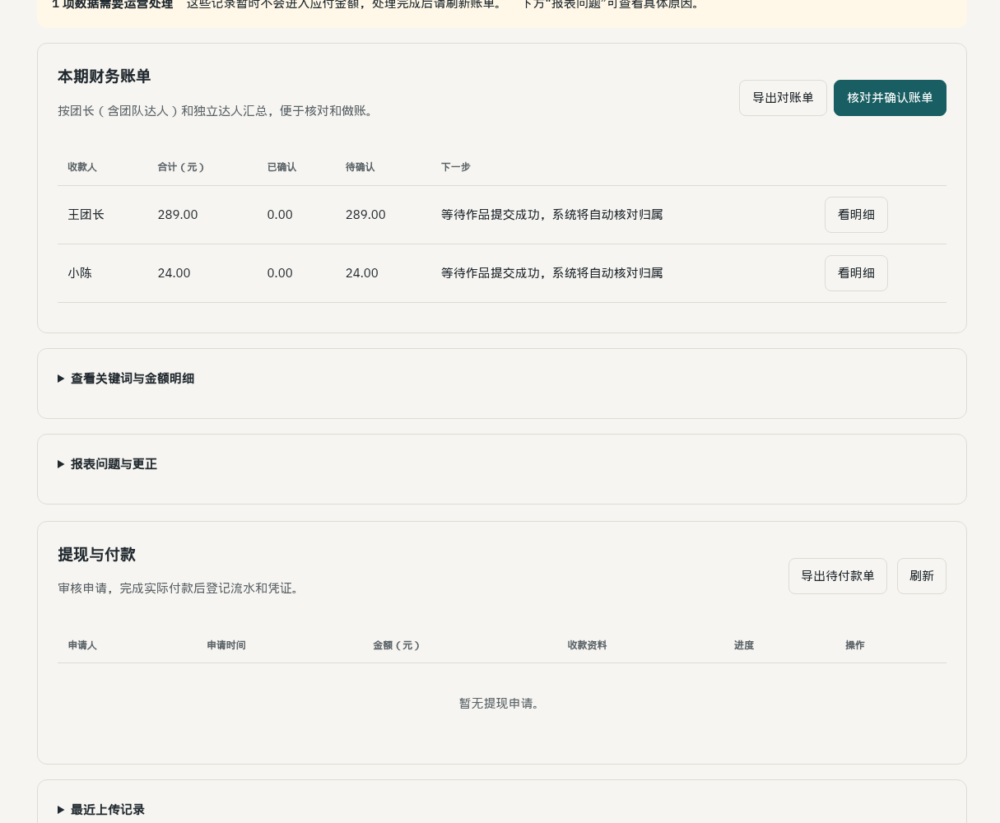 1 项数据需要运营处理 这些记录暂时不会进入应付金额，处理完成后请刷新账单。 下方“报表问题”可查看具体原因。
本期财务账单
按团长（含团队达人）和独立达人汇总，便于核对和做账。
导出对账单 核对并确认账单
收款人 合计（元） 已确认 待确认 下一步
王团长 289.00 0.00 289.00 等待作品提交成功，系统将自动核对归属 看明细
小陈 24.00 0.00 24.00 等待作品提交成功，系统将自动核对归属 看明细
查看关键词与金额明细
报表问题与更正
提现与付款
审核申请，完成实际付款后登记流水和凭证。
导出待付款单 刷新
申请人 申请时间 金额（元） 收款资料 进度 操作
暂无提现申请。
最近上传记录